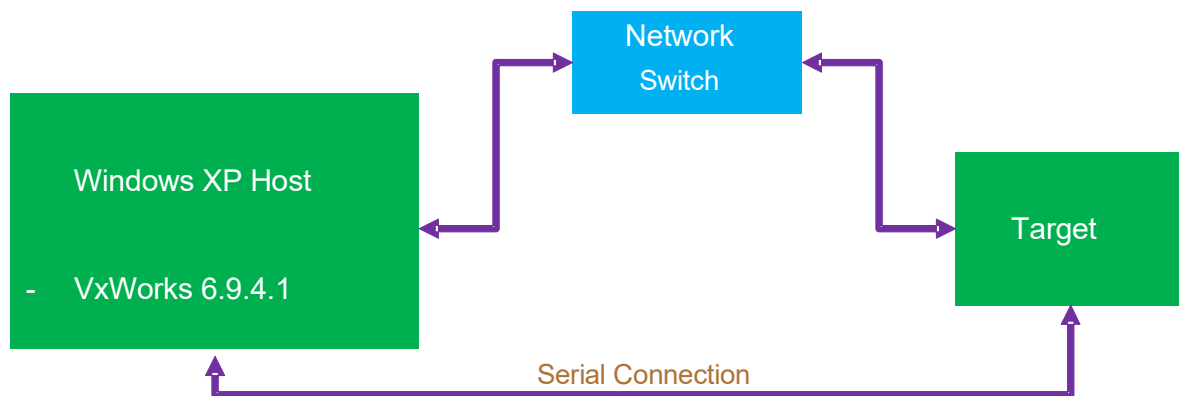 Network
Switch
Windows XP Host
Target
- VxWorks 6.9.4.1
Serial Connection